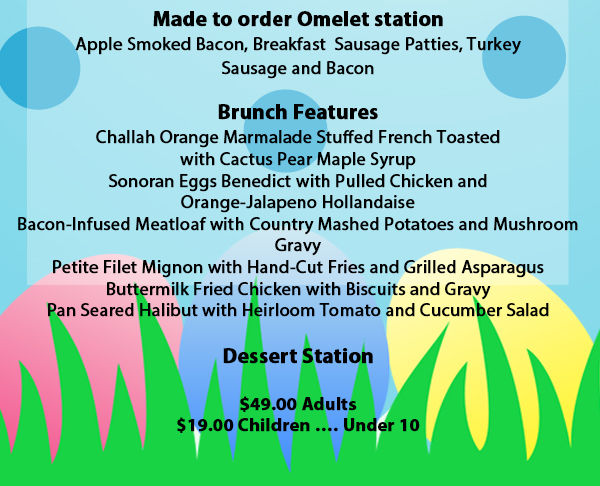 Made to order Omelet station
Apple Smoked Bacon, Breakfast Sausage Patties, Turkey
Sausage and Bacon
Brunch Features
Challah Orange Marmalade Stuffed French Toasted
with Cactus Pear Maple Syrup
Sonoran Eggs Benedict with Pulled Chicken and
Orange-Jalapeno Hollandaise
Bacon-Infused Meatloaf with Country Mashed Potatoes and Mushroom
Gravy
Petite Filet Mignon with Hand-Cut Fries and Grilled Asparagus
Buttermilk Fried Chicken with Biscuits and Gravy
Pan Seared Halibut with Heirloom Tomato and Cucumber Salad
Dessert Station
$49.00 Adults
$19.00 Children .... Under 10